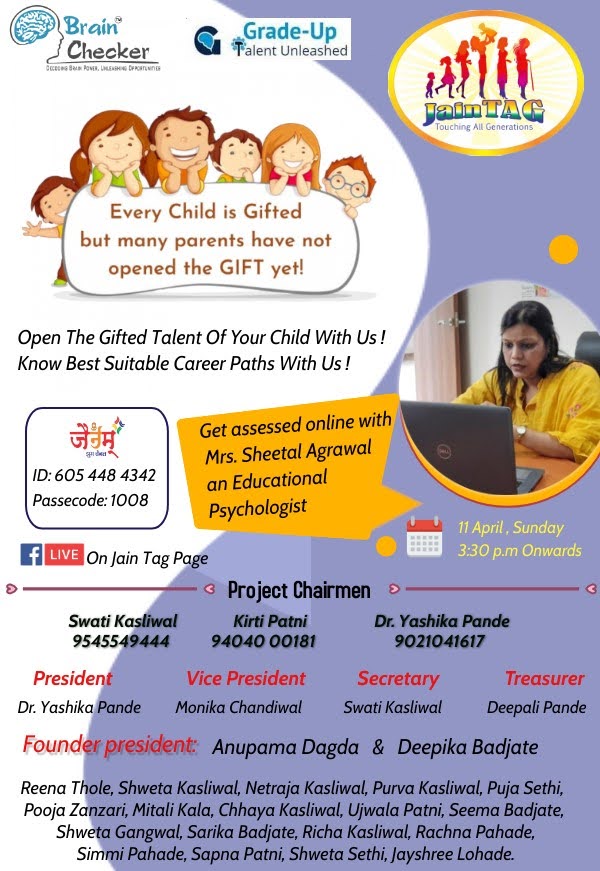 Brain
Checker
DECODING BRAIN POWER, UNLEASHING OPPORTUNITIES
Grade-Up
Talent Unleashed
JainTAG
Touching All Generations
Every Child is Gifted
but many parents have not
opened the GIFT yet!
Open The Gifted Talent Of Your Child With Us !
Know Best Suitable Career Paths With Us !
ID: 605 448 4342
Passecode: 1008
Get assessed online with
Mrs. Sheetal Agrawal
an Educational
Psychologist
DELL
11 April , Sunday
3:30 p.m Onwards
f LIVE On Jain Tag Page
Project Chairmen
Swati Kasliwal Kirti Patni Dr. Yashika Pande
9545549444 94040 00181 9021041617
President Vice President Secretary Treasurer
Dr. Yashika Pande Monika Chandiwal Swati Kasliwal Deepali Pande
Founder president: Anupama Dagda & Deepika Badjate
Reena Thole, Shweta Kasliwal, Netraja Kasliwal, Purva Kasliwal, Puja Sethi,
Pooja Zanzari, Mitali Kala, Chhaya Kasliwal, Ujwala Patni, Seema Badjate,
Shweta Gangwal, Sarika Badjate, Richa Kasliwal, Rachna Pahade,
Simmi Pahade, Sapna Patni, Shweta Sethi, Jayshree Lohade.